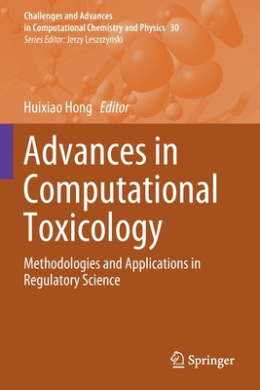 Challenges and Advances
in Computational Chemistry and Physics 30
Series Editor: Jerzy Leszczynski
Huixiao Hong Editor
Advances in
Computational
Toxicology
Methodologies and Applications in
Regulatory Science
Springer